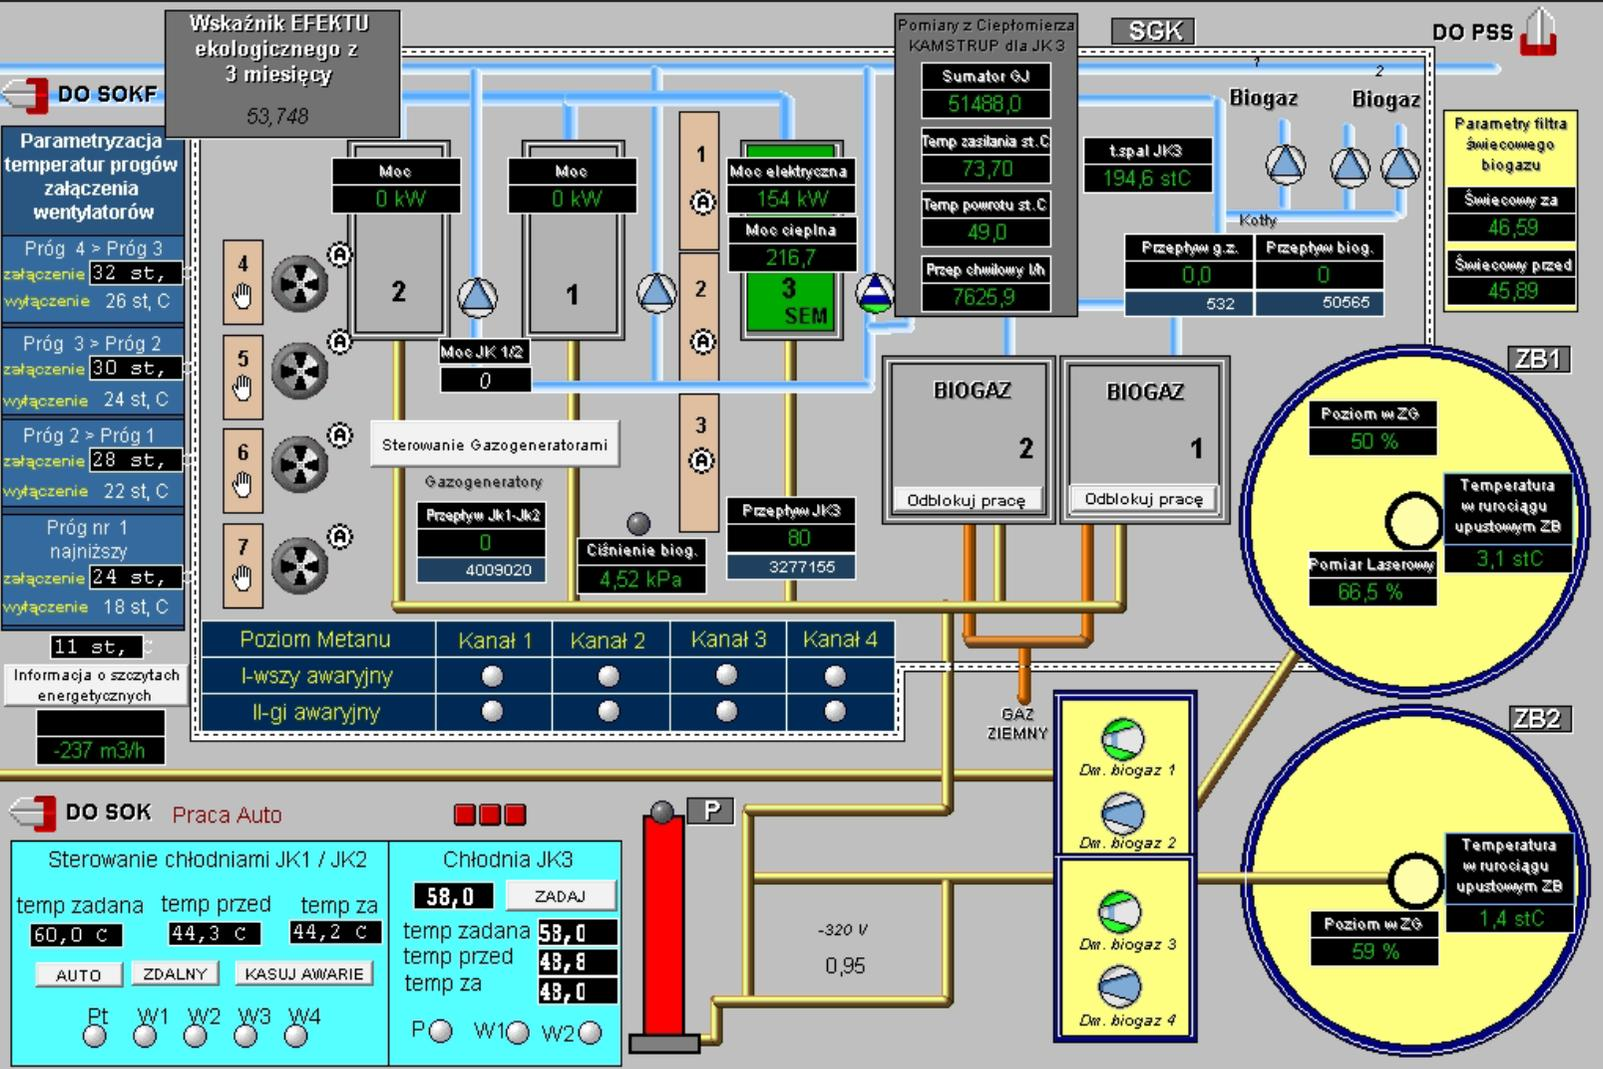 Wskaźnik EFEKTU
ekologicznego z
3 miesięcy
53,748
Pomiary z Ciepłomierza
KAMSTRUP dla JK 3
Sumator GJ
51488,0
Temp zasilania st.C
73,70
Temp powrotu st.C
49,0
Przep chwilowy l/h
7625,9
SGK
DO PSS
DO SOKF
1
2
Biogaz
Biogaz
Parametryzacja
temperatur progów
załączenia
wentylatorów
Próg 4 > Próg 3
załączenie 32 st,
wyłączenie 26 st, C
Próg 3 > Próg 2
załączenie 30 st,
wyłączenie 24 st, C
Próg 2 > Próg 1
załączenie 28 st,
wyłączenie 22 st, C
Próg nr 1
najniższy
załączenie 24 st,
wyłączenie 18 st, C
11 st,
Informacja o szczytach
energetycznych
-237 m3/h
Moc
0 kW
2
Moc
0 kW
1
Moc elektryczna
154 kW
Moc cieplna
216,7
3
SEM
1
A
2
A
3
A
4
A
5
A
6
A
7
A
Moc JK 1/2
0
t.spal JK3
194,6 stC
Kotły
Przepływ g.z.
0,0
532
Przepływ biog.
0
50565
Parametry filtra
świecowego
biogazu
Świecowy za
46,59
Świecowy przed
45,89
Sterowanie Gazogeneratorami
Gazogeneratory
Przepływ Jk1-Jk2
0
4009020
Ciśnienie biog.
4,52 kPa
Przepływ JK3
80
3277155
BIOGAZ
2
Odblokuj pracę
BIOGAZ
1
Odblokuj pracę
ZB1
Poziom w ZG
50 %
Temperatura
w rurociągu
upustowym ZB
3,1 stC
Pomiar Laserowy
66,5 %
Poziom Metanu Kanał 1 Kanał 2 Kanał 3 Kanał 4
I-wszy awaryjny
II-gi awaryjny
GAZ
ZIEMNY
Dm. biogaz 1
Dm. biogaz 2
Dm. biogaz 3
Dm. biogaz 4
ZB2
Temperatura
w rurociągu
upustowym ZB
1,4 stC
Poziom w ZG
59 %
DO SOK
Praca Auto
P
Sterowanie chłodniami JK1 / JK2
temp zadana temp przed temp za
60,0 C 44,3 C 44,2 C
AUTO ZDALNY KASUJ AWARIE
Pt W1 W2 W3 W4
Chłodnia JK3
58,0 ZADAJ
temp zadana 58,0
temp przed 48,8
temp za 48,0
P W1 W2
-320 V
0,95